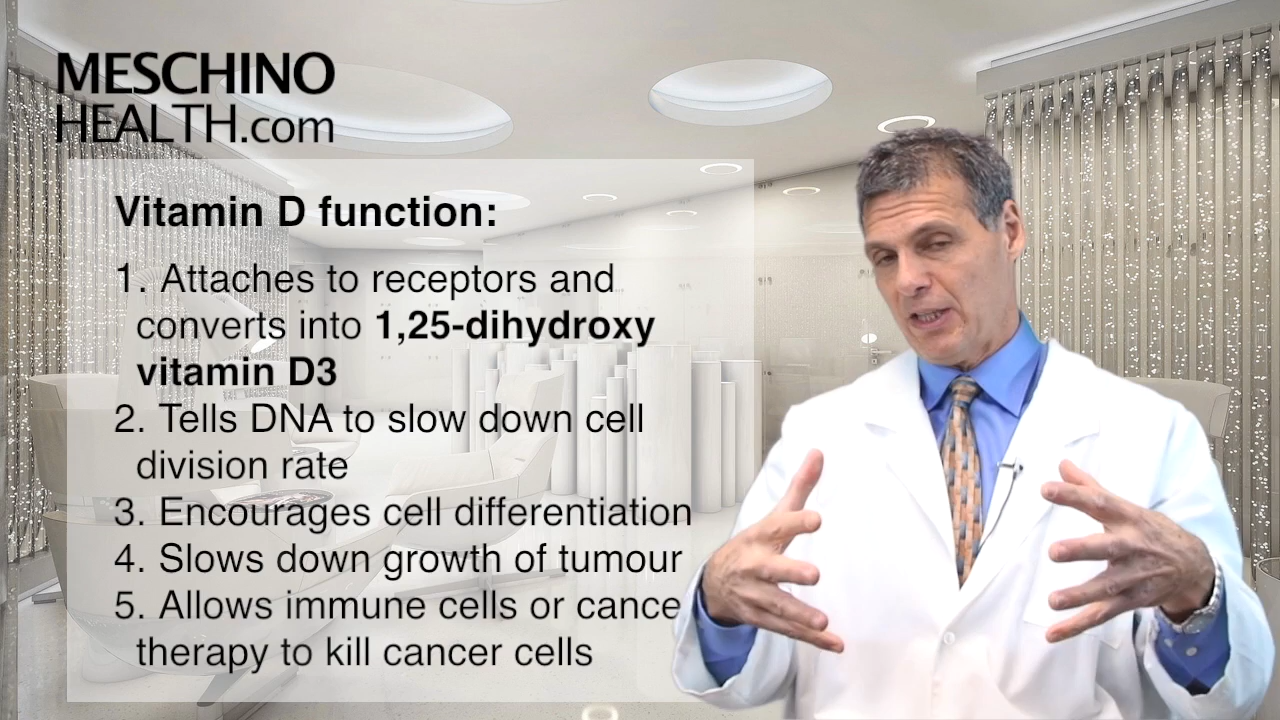 MESCHINO
HEALTH.com
Vitamin D function:
1. Attaches to receptors and
converts into 1,25-dihydroxy
vitamin D3
2. Tells DNA to slow down cell
division rate
3. Encourages cell differentiation
4. Slows down growth of tumour
5. Allows immune cells or cance
therapy to kill cancer cells